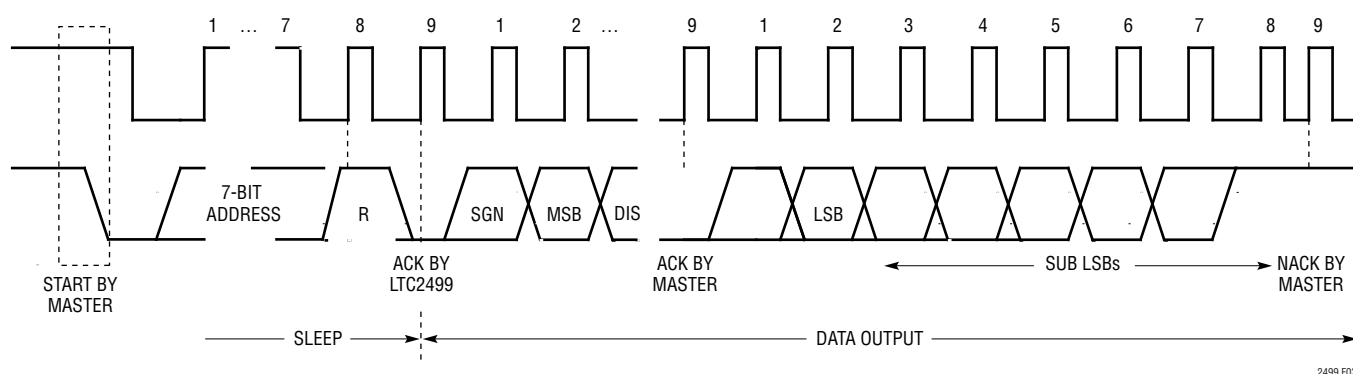 1 … 7 8 9 1 2 … 9 1 2 3 4 5 6 7 8 9
7-BIT
ADDRESS
R
SGN
MSB
DIS
LSB
START BY
MASTER
ACK BY
LTC2499
ACK BY
MASTER
SUB LSBs
NACK BY
MASTER
SLEEP
DATA OUTPUT